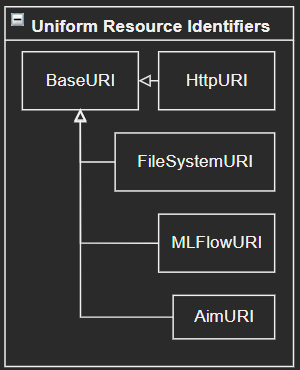 Uniform Resource Identifiers
BaseURI
HttpURI
FileSystemURI
MLFlowURI
AimURI